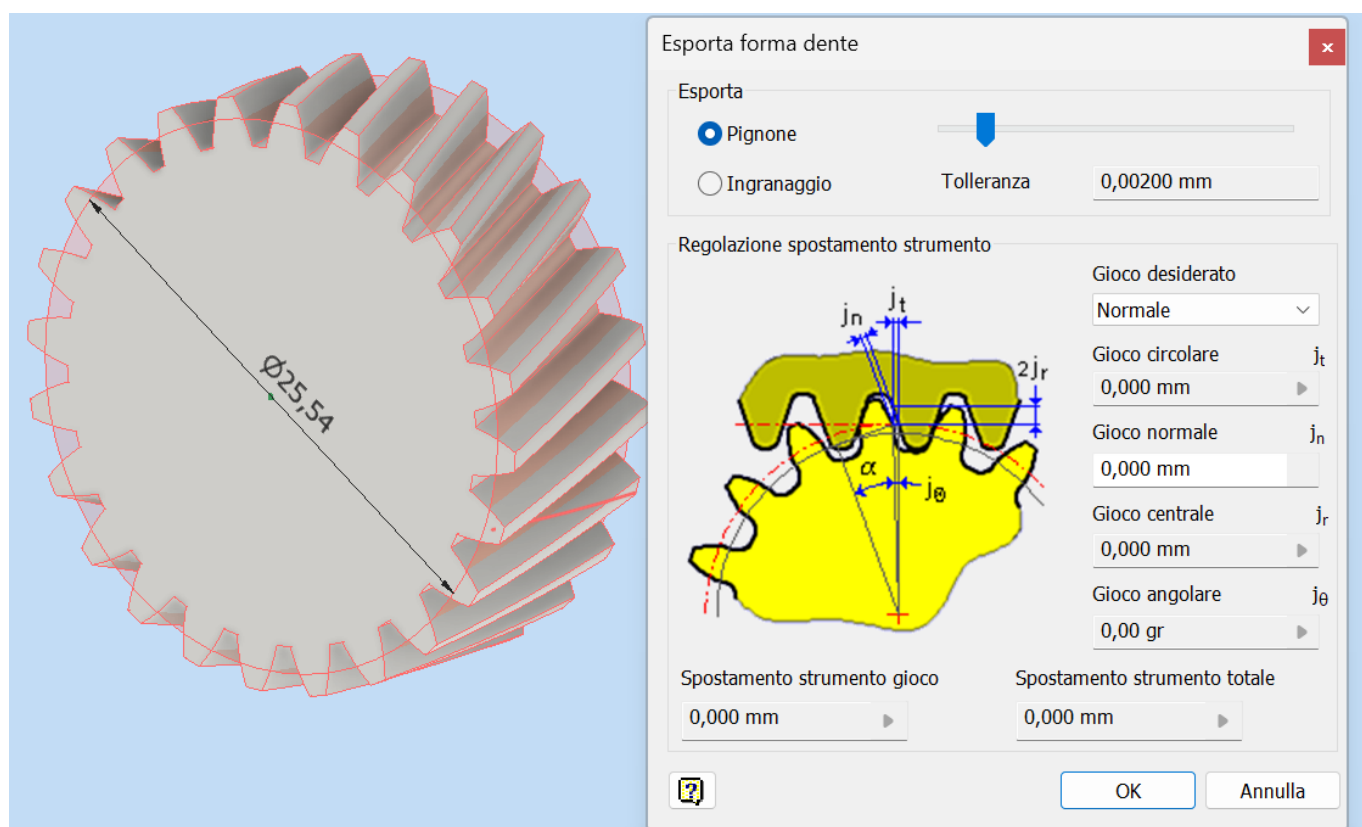 Ø25,54
Esporta forma dente
x
Esporta
Pignone
Ingranaggio
Tolleranza
0,00200 mm
Regolazione spostamento strumento
jn
jt
2jr
α
jθ
Gioco desiderato
Normale
Gioco circolare jt
0,000 mm
Gioco normale jn
0,000 mm
Gioco centrale jr
0,000 mm
Gioco angolare jθ
0,00 gr
Spostamento strumento gioco
0,000 mm
Spostamento strumento totale
0,000 mm
?
OK
Annulla